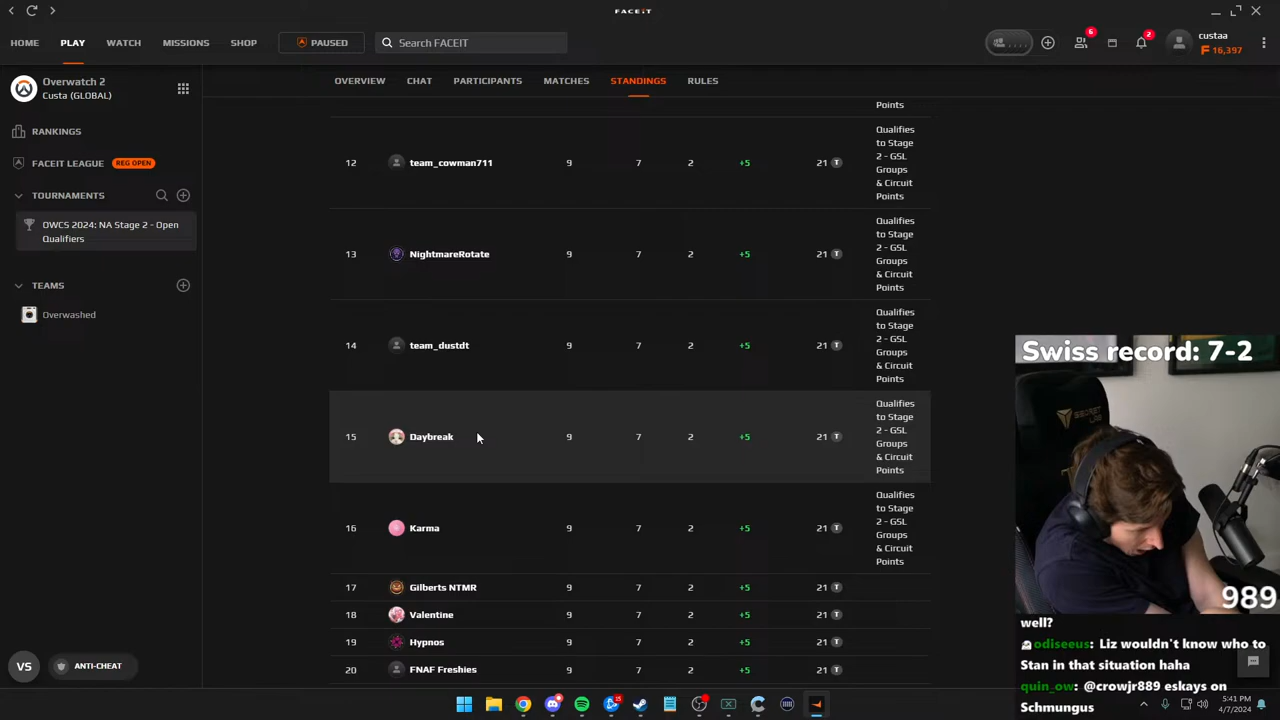 FACEIT
HOME
PLAY
WATCH
MISSIONS
SHOP
PAUSED
Search FACEIT
6
2
custaa
16,397
Overwatch 2
Custa (GLOBAL)
RANKINGS
FACEIT LEAGUE REG OPEN
TOURNAMENTS
OWCS 2024: NA Stage 2 - Open
Qualifiers
TEAMS
Overwashed
VS
ANTI-CHEAT
OVERVIEW
CHAT
PARTICIPANTS
MATCHES
STANDINGS
RULES
Points
12 team_cowman711 9 7 2 +5 21 T
Qualifies
to Stage
2 - GSL
Groups
& Circuit
Points
13 NightmareRotate 9 7 2 +5 21 T
Qualifies
to Stage
2 - GSL
Groups
& Circuit
Points
14 team_dustdt 9 7 2 +5 21 T
Qualifies
to Stage
2 - GSL
Groups
& Circuit
Points
15 Daybreak 9 7 2 +5 21 T
Qualifies
to Stage
2 - GSL
Groups
& Circuit
Points
16 Karma 9 7 2 +5 21 T
Qualifies
to Stage
2 - GSL
Groups
& Circuit
Points
17 Gilberts NTMR 9 7 2 +5 21 T
18 Valentine 9 7 2 +5 21 T
19 Hypnos 9 7 2 +5 21 T
20 FNAF Freshies 9 7 2 +5 21 T
Swiss record: 7-2
SECRETLAB
989
well?
odiseeus: Liz wouldn't know who to
Stan in that situation haha
quin_ow: @crowjr889 eskays on
Schmungus
15
5:41 PM
4/7/2024